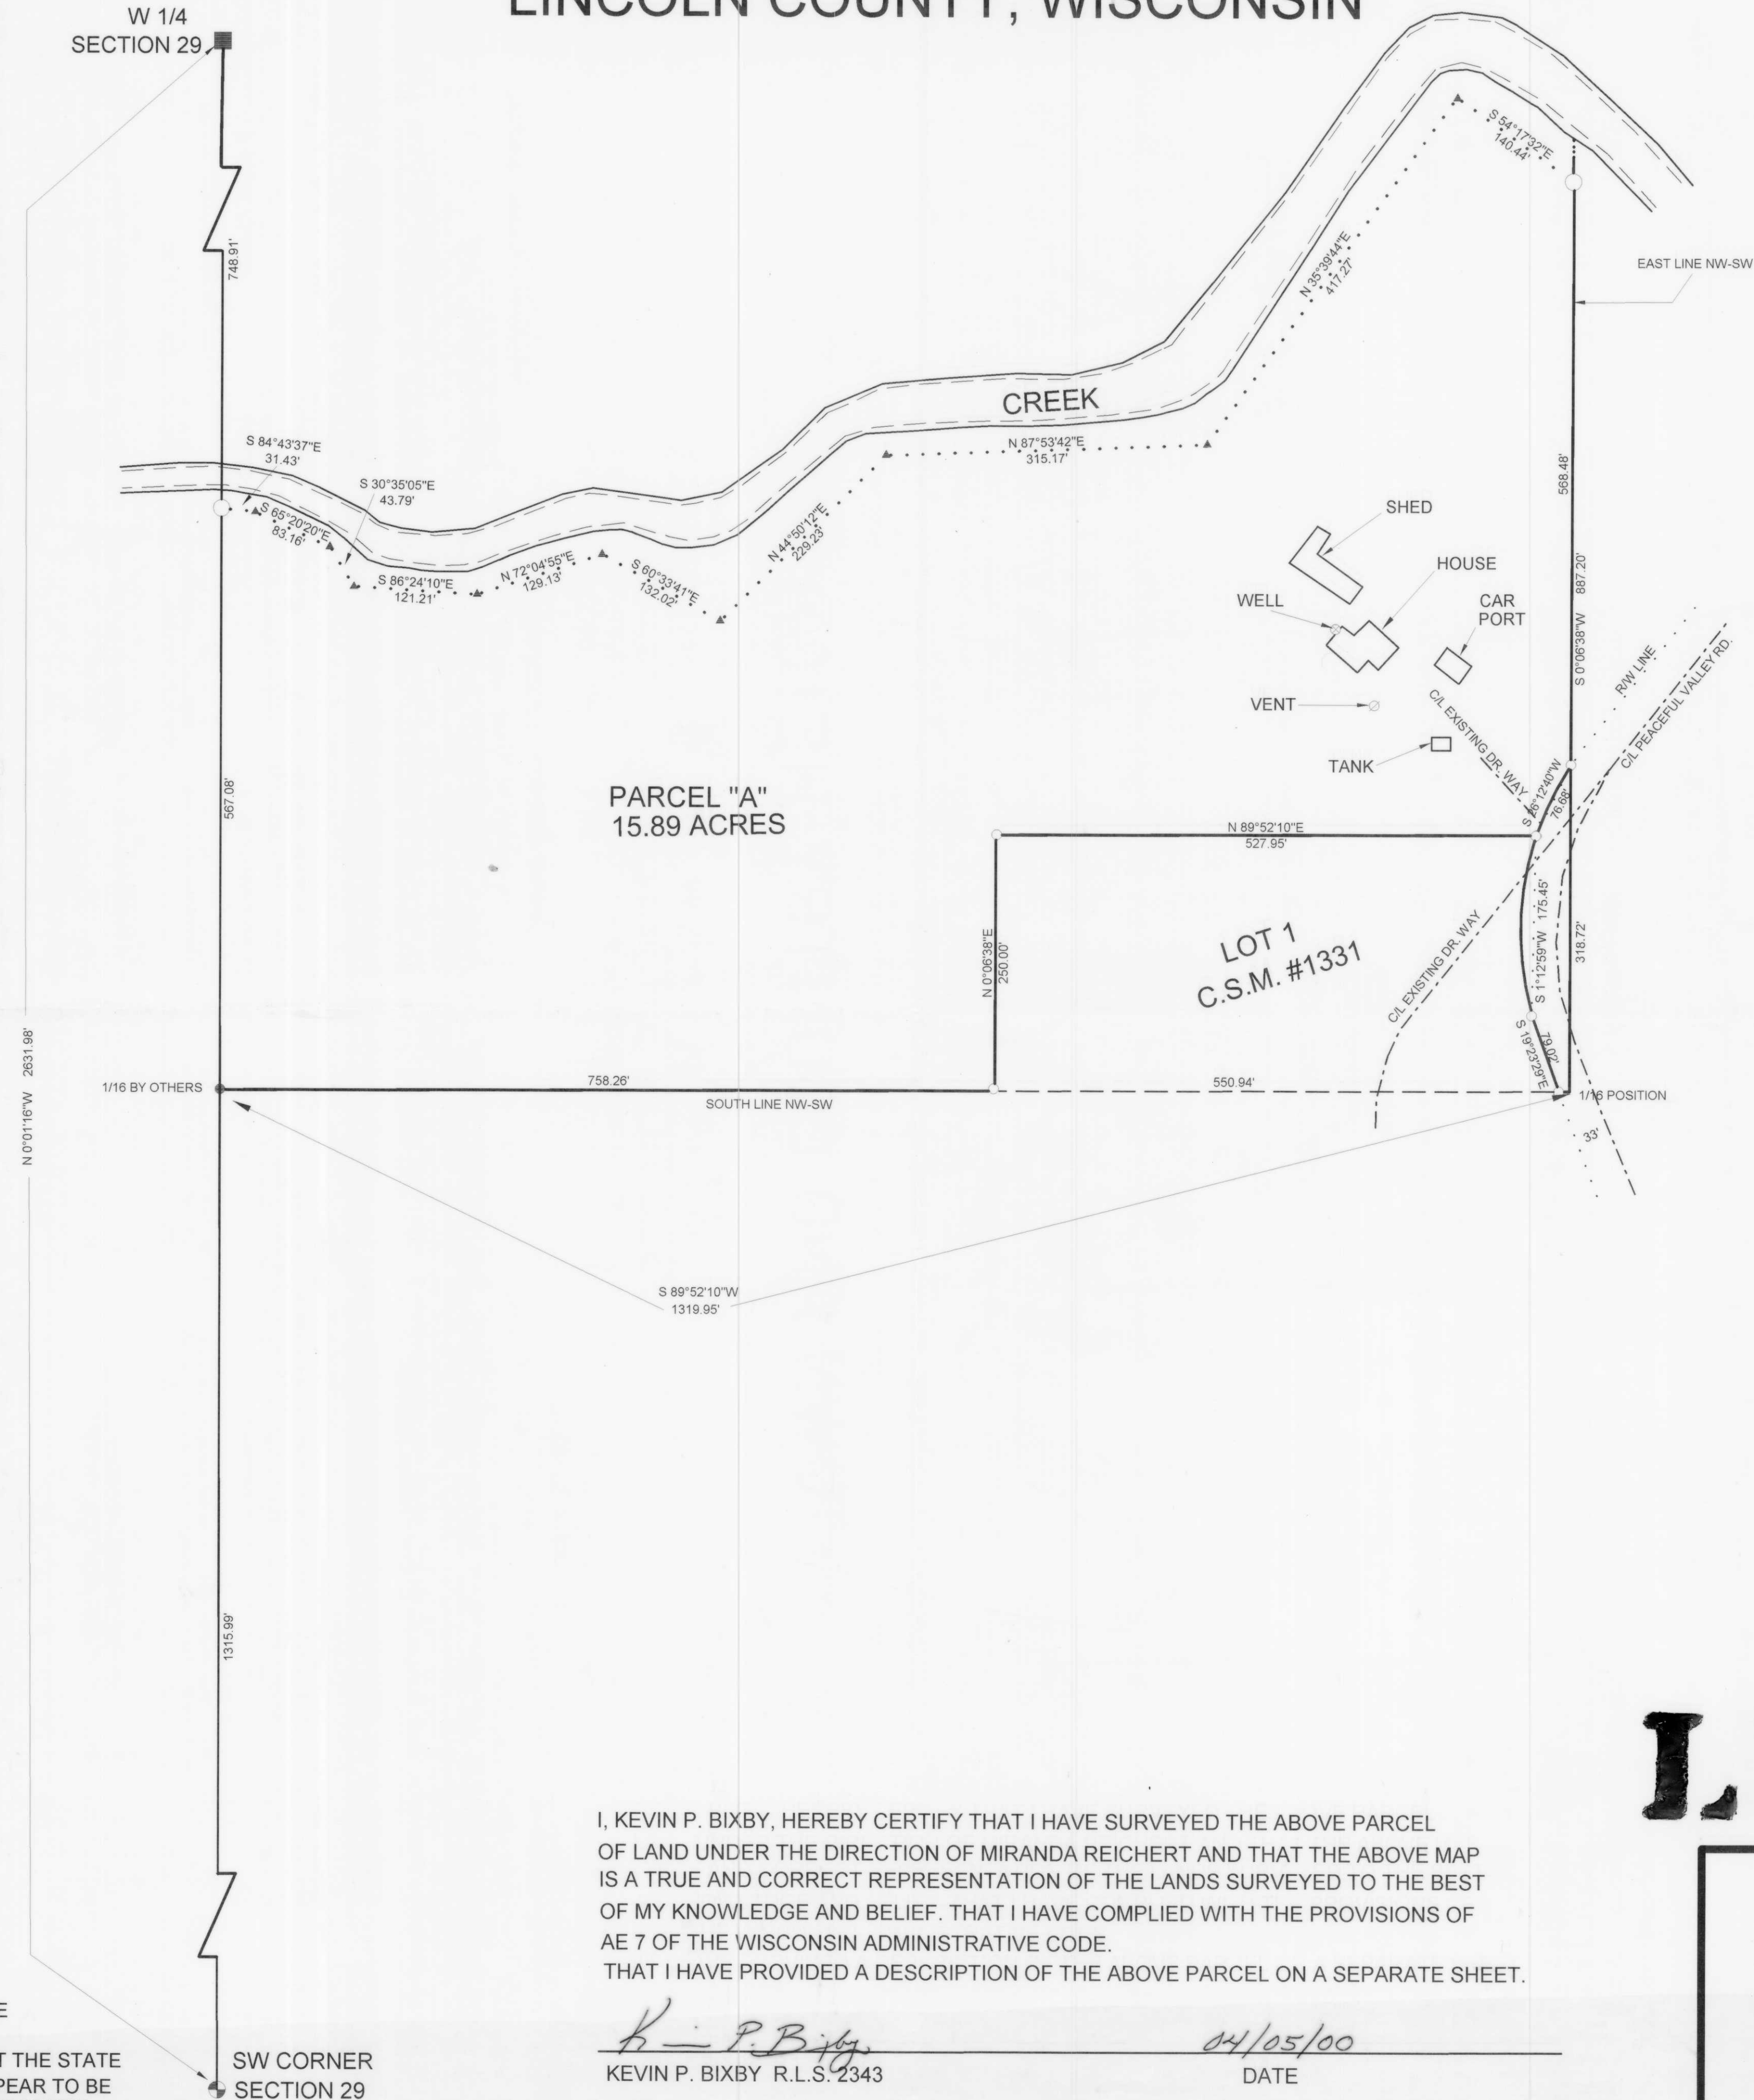 LINCOLN COUNTY, WISCONSIN
W 1/4
SECTION 29
748.91'
S 54°17'32"E
140.44'
EAST LINE NW-SW
N 35°39'44"E
417.27'
CREEK
S 84°43'37"E
31.43'
N 87°53'42"E
315.17'
S 30°35'05"E
43.79'
S 65°20'20"E
83.16'
568.48'
SHED
N 44°50'12"E
229.23'
N 72°04'55"E
129.13'
S 60°33'41"E
132.02'
S 86°24'10"E
121.21'
HOUSE
WELL
CAR
PORT
S 0°06'38"W 887.20'
R/W LINE
C/L PEACEFUL VALLEY RD.
VENT
C/L EXISTING DR. WAY
TANK
567.08'
PARCEL "A"
15.89 ACRES
S 26°12'40"W
76.68'
N 89°52'10"E
527.95'
N 0°06'38"E
250.00'
LOT 1
C.S.M. #1331
C/L EXISTING DR. WAY
S 1°12'59"W 175.45'
318.72'
S 19°23'29"E
79.02'
N 0°01'16"W 2631.98'
1/16 BY OTHERS
758.26'
SOUTH LINE NW-SW
550.94'
1/16 POSITION
33'
S 89°52'10"W
1319.95'
1315.99'
L
I, KEVIN P. BIXBY, HEREBY CERTIFY THAT I HAVE SURVEYED THE ABOVE PARCEL
OF LAND UNDER THE DIRECTION OF MIRANDA REICHERT AND THAT THE ABOVE MAP
IS A TRUE AND CORRECT REPRESENTATION OF THE LANDS SURVEYED TO THE BEST
OF MY KNOWLEDGE AND BELIEF. THAT I HAVE COMPLIED WITH THE PROVISIONS OF
AE 7 OF THE WISCONSIN ADMINISTRATIVE CODE.
THAT I HAVE PROVIDED A DESCRIPTION OF THE ABOVE PARCEL ON A SEPARATE SHEET.
K P. Bixby 04/05/00
KEVIN P. BIXBY R.L.S. 2343 DATE
E
T THE STATE
PEAR TO BE
SW CORNER
SECTION 29